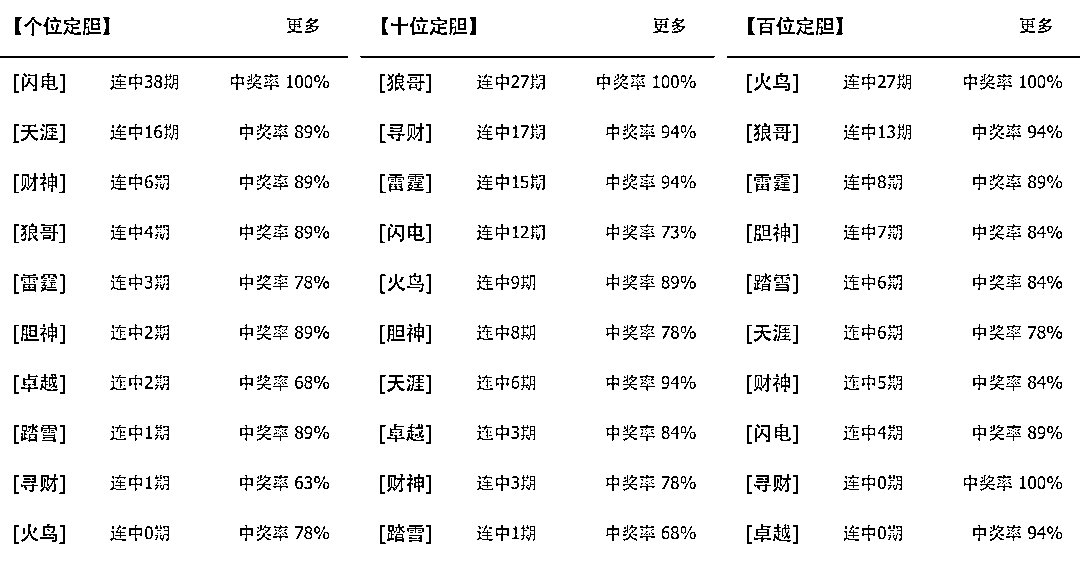 【个位定胆】 更多
[闪电] 连中38期 中奖率 100%
[天涯] 连中16期 中奖率 89%
[财神] 连中6期 中奖率 89%
[狼哥] 连中4期 中奖率 89%
[雷霆] 连中3期 中奖率 78%
[胆神] 连中2期 中奖率 89%
[卓越] 连中2期 中奖率 68%
[踏雪] 连中1期 中奖率 89%
[寻财] 连中1期 中奖率 63%
[火鸟] 连中0期 中奖率 78%
【十位定胆】 更多
[狼哥] 连中27期 中奖率 100%
[寻财] 连中17期 中奖率 94%
[雷霆] 连中15期 中奖率 94%
[闪电] 连中12期 中奖率 73%
[火鸟] 连中9期 中奖率 89%
[胆神] 连中8期 中奖率 78%
[天涯] 连中6期 中奖率 94%
[卓越] 连中3期 中奖率 84%
[财神] 连中3期 中奖率 78%
[踏雪] 连中1期 中奖率 68%
【百位定胆】 更多
[火鸟] 连中27期 中奖率 100%
[狼哥] 连中13期 中奖率 94%
[雷霆] 连中8期 中奖率 89%
[胆神] 连中7期 中奖率 84%
[踏雪] 连中6期 中奖率 84%
[天涯] 连中6期 中奖率 78%
[财神] 连中5期 中奖率 84%
[闪电] 连中4期 中奖率 89%
[寻财] 连中0期 中奖率 100%
[卓越] 连中0期 中奖率 94%